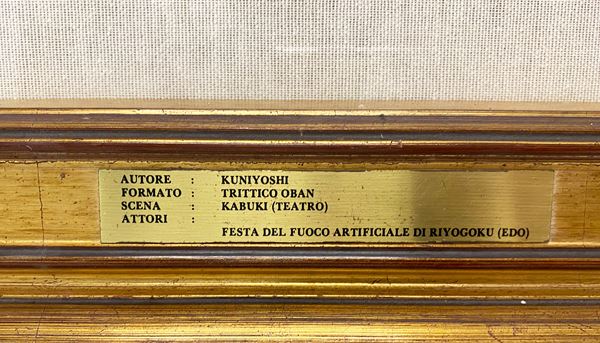 AUTORE : KUNIYOSHI
FORMATO : TRITTICO OBAN
SCENA : KABUKI (TEATRO)
ATTORI :
FESTA DEL FUOCO ARTIFICIALE DI RIYOGOKU (EDO)